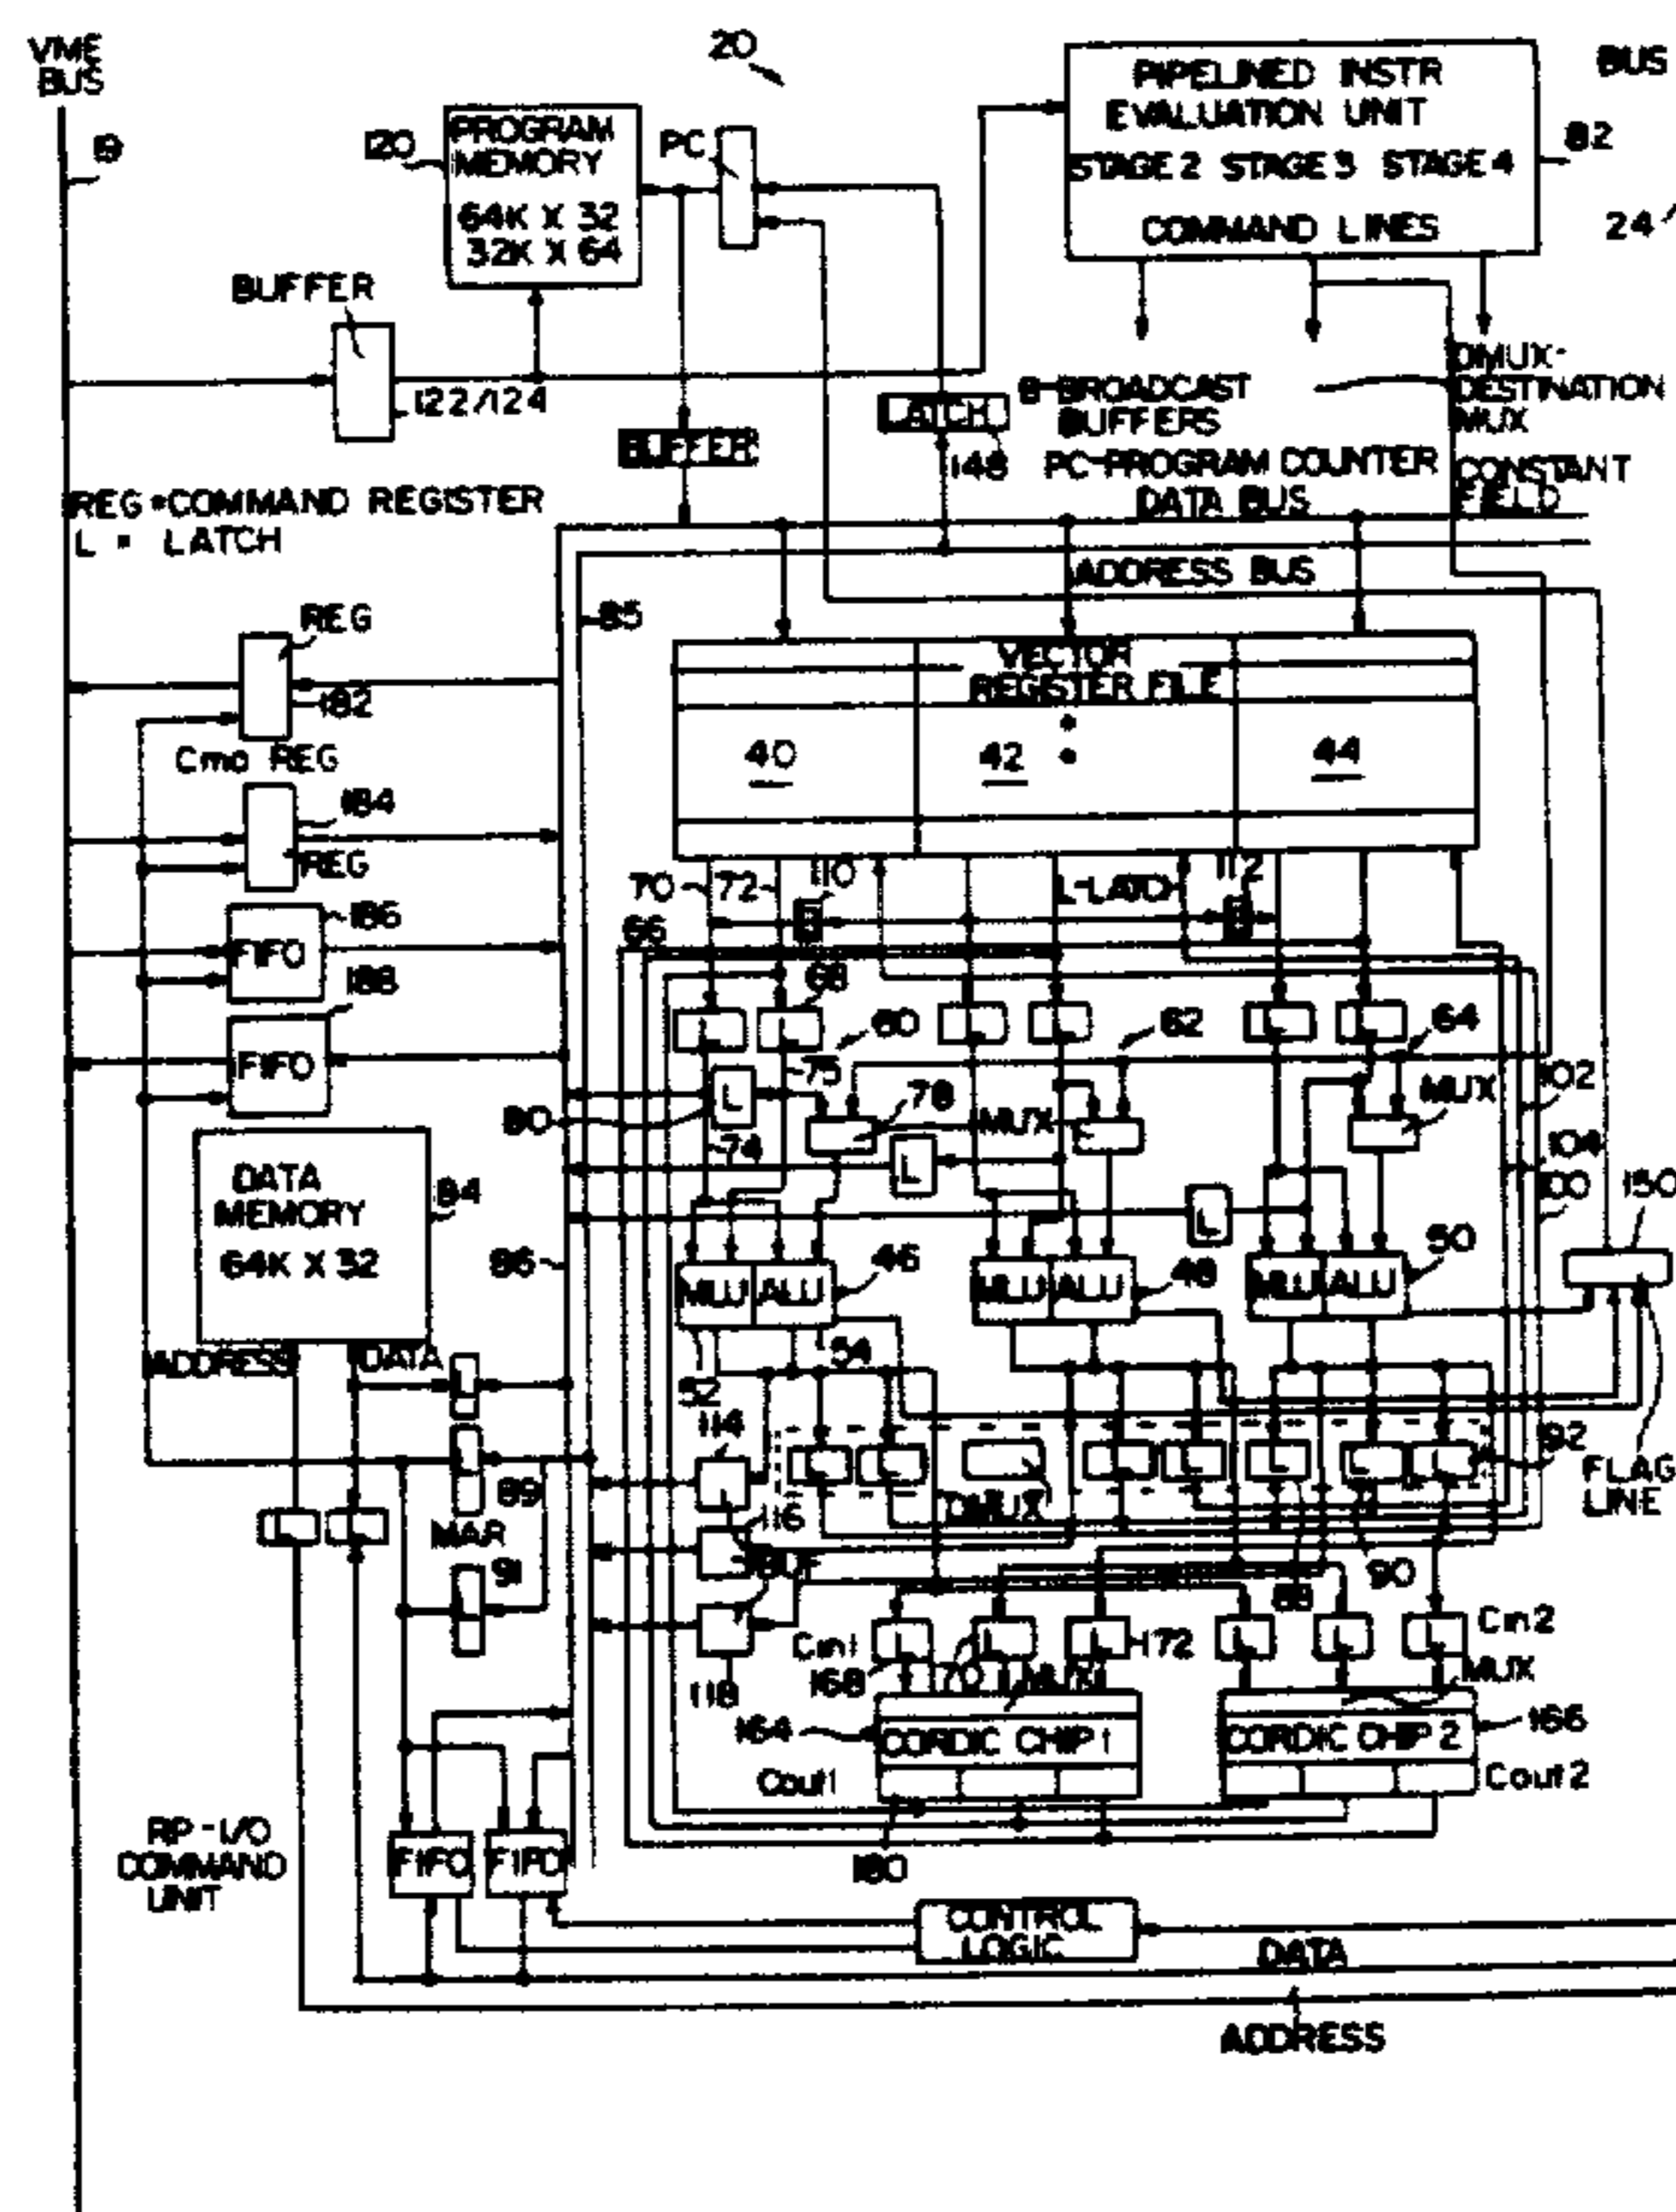 VME
BUS
19
20
120
PROGRAM
MEMORY
64K X 32
32K X 64
PC
PIPELINED INSTR
EVALUATION UNIT
STAGE 2 STAGE 3 STAGE 4
COMMAND LINES
82
BUS
24
BUFFER
122/124
BUFFER
LATCH
148
B-BROADCAST
BUFFERS
DMUX-
DESTINATION
MUX
PC-PROGRAM COUNTER
DATA BUS
CONSTANT
FIELD
REG = COMMAND REGISTER
L = LATCH
ADDRESS BUS
85
REG
182
Cmd REG
184
REG
VECTOR
REGISTER FILE
40
42
44
70
72
110
L-LATCH
112
186
FIFO
188
FIFO
66
68
L
L
L
L
L
L
60
62
64
75
78
MUX
MUX
102
80
L
74
L
L
104
100
150
DATA
MEMORY
64K X 32
84
86
MLU
ALU
46
MLU
ALU
48
MLU
ALU
50
ADDRESS
DATA
52
54
114
L
L
L
L
L
L
L
92
DMUX
FLAG
LINE
89
MAR
116
91
88
90
118
Cin1
168
170
L
172
MUX
L
L
Cin2
MUX
164
CORDIC CHIP 1
CORDIC CHIP 2
166
Cout1
Cout2
180
RP-I/O
COMMAND
UNIT
FIFO
FIFO
CONTROL
LOGIC
DATA
ADDRESS